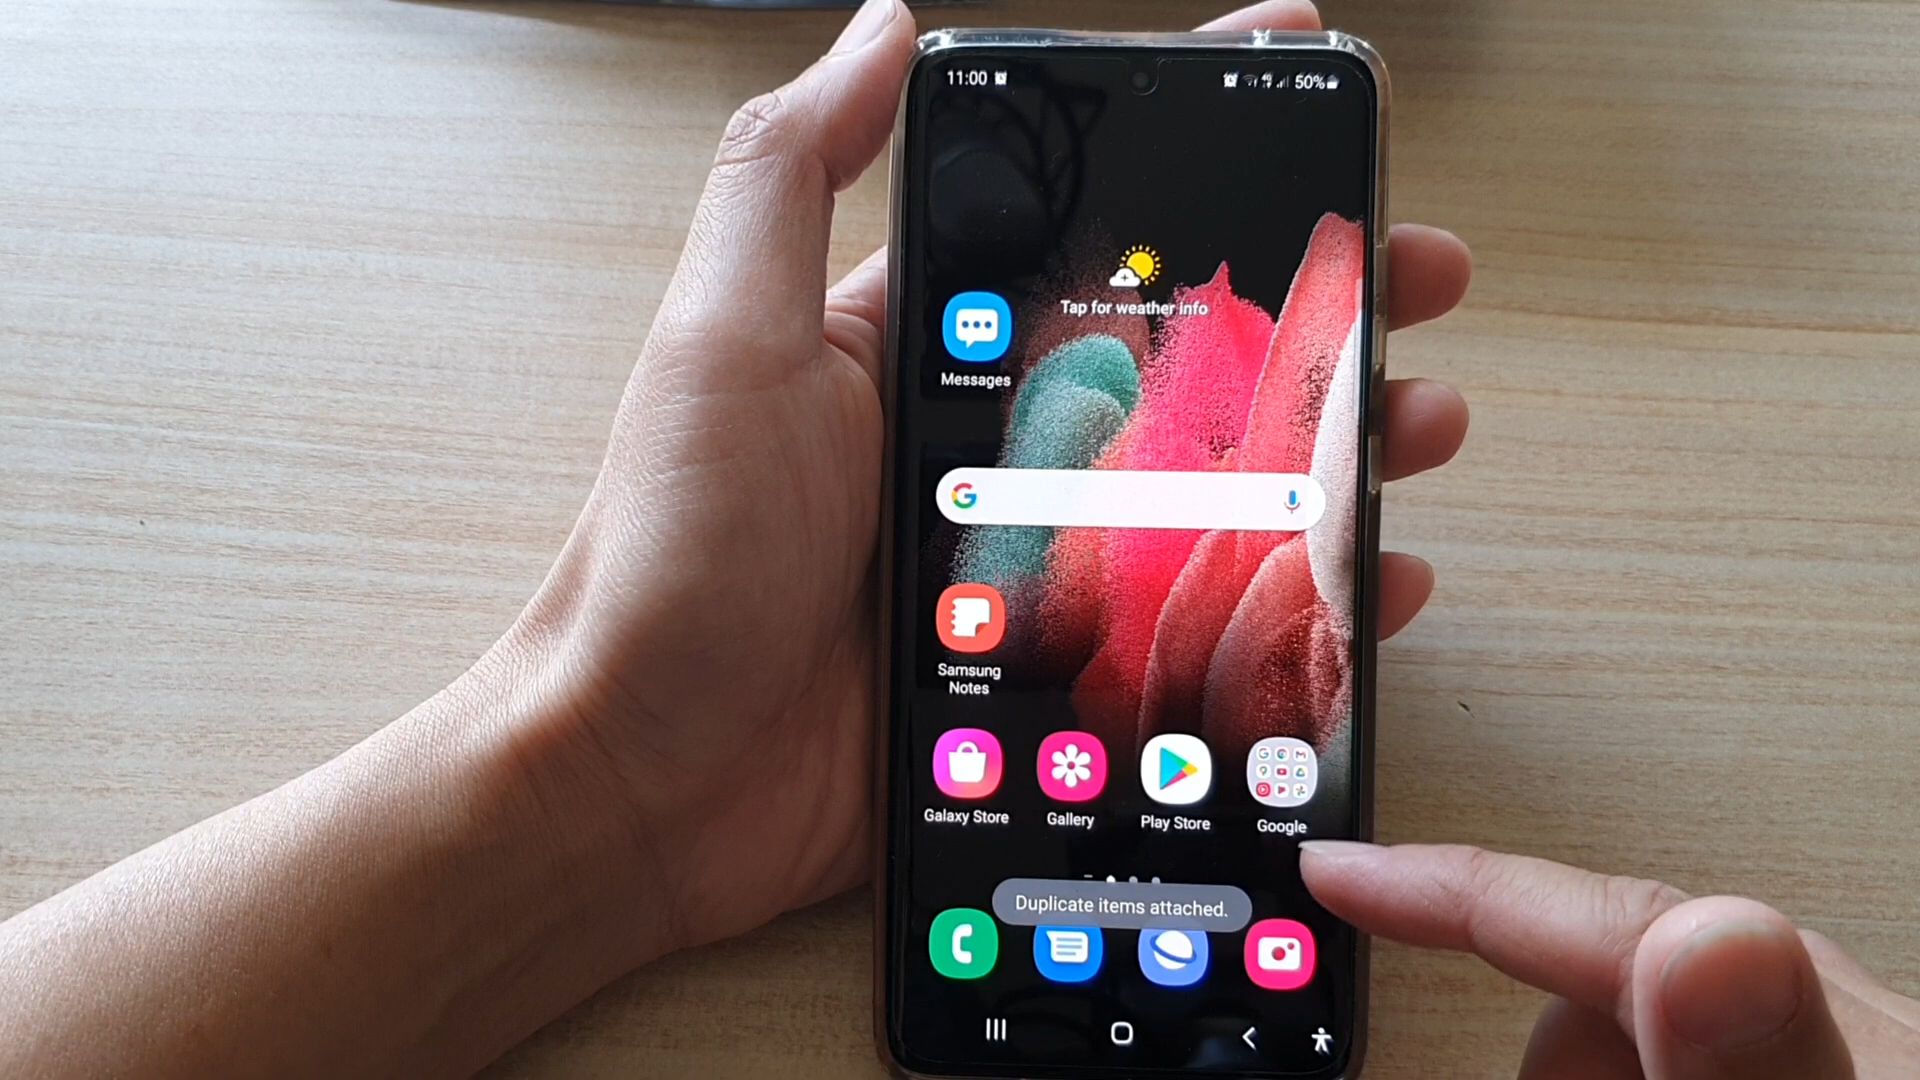 11:00
50%
Tap for weather info
Messages
Samsung
Notes
Galaxy Store
Gallery
Play Store
Google
Duplicate items attached.